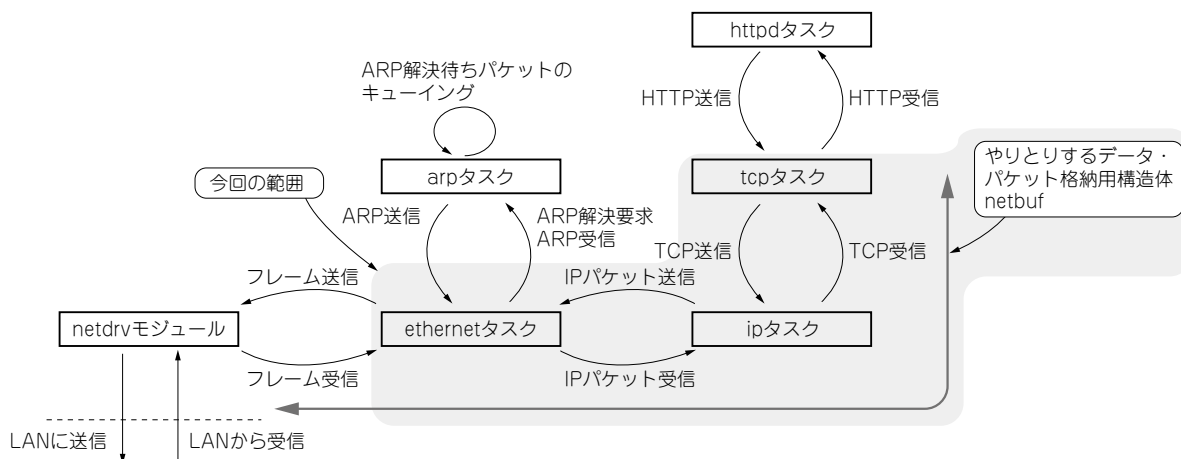 httpdタスク
ARP解決待ちパケットの
キューイング
HTTP送信
HTTP受信
やりとりするデータ・
パケット格納用構造体
netbuf
今回の範囲
arpタスク
tcpタスク
ARP送信
ARP解決要求
ARP受信
TCP送信
TCP受信
フレーム送信
IPパケット送信
netdrvモジュール
ethernetタスク
ipタスク
フレーム受信
IPパケット受信
LANに送信
LANから受信